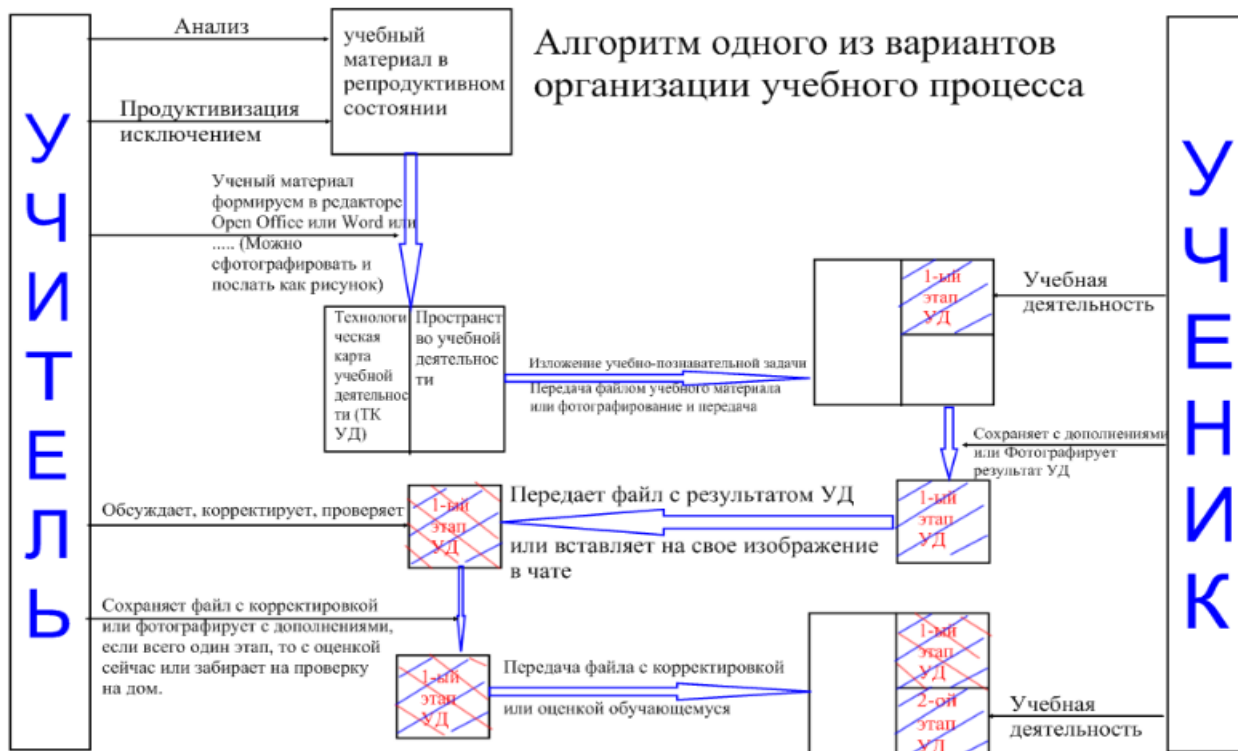 Алгоритм одного из вариантов
организации учебного процесса
УЧИТЕЛЬ
УЧЕНИК
Анализ
Продуктивизация
исключением
учебный
материал в
репродуктивном
состоянии
Ученый материал
формируем в редакторе
Open Office или Word или
..... (Можно
сфотографировать и
послать как рисунок)
Технологи
ческая
карта
учебной
деятельнос
ти (ТК
УД)
Пространст
во учебной
деятельнос
ти
Изложение учебно-познавательной задачи
Передача файлом учебного материала
или фотографирование и передача
1-ый
этап
УД
Учебная
деятельность
Сохраняет с дополнениями
или Фотографирует
результат УД
1-ый
этап
УД
Передает файл с результатом УД
или вставляет на свое изображение
в чате
1-ый
этап
УД
Обсуждает, корректирует, проверяет
Сохраняет файл с корректировкой
или фотографирует с дополнениями,
если всего один этап, то с оценкой
сейчас или забирает на проверку
на дом.
1-ый
этап
УД
Передача файла с корректировкой
или оценкой обучающемуся
1-ый
этап
УД
2-ой
этап
УД
Учебная
деятельность